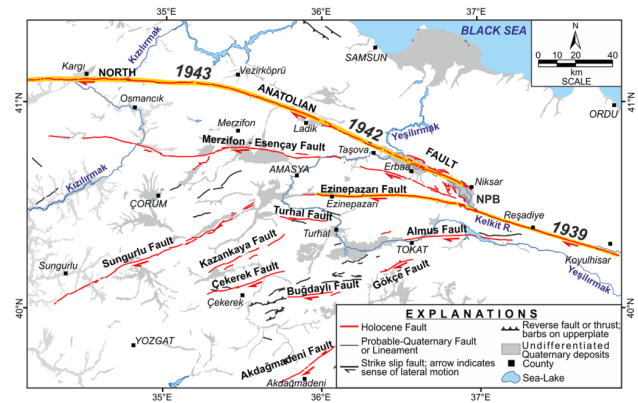 35°E
36°E
37°E
BLACK SEA
N
0 20 40
km
SCALE
Kızılırmak
SAMSUN
Kargı
NORTH
1943
Vezirköprü
ANATOLIAN
ORDU
41°N
41°N
Osmancık
Ladik
1942
Yeşilırmak
Merzifon
Merzifon - Esençay Fault
Taşova
FAULT
Erbaa
Kızılırmak
AMASYA
Niksar
Ezinepazarı Fault
NPB
ÇORUM
Ezinepazarı
Reşadiye
1939
Turhal Fault
Kelkit R.
Turhal
Almus Fault
Sungurlu Fault
Kazankaya Fault
TOKAT
Koyulhisar
Sungurlu
Çekerek Fault
Gökçe Fault
Yeşilırmak
Buğdaylı Fault
Çekerek
40°N
40°N
YOZGAT
Akdağmadeni Fault
Akdağmadeni
EXPLANATIONS
Holocene Fault
Probable-Quaternary Fault
or Lineament
Strike slip fault; arrow indicates
sense of lateral motion
Reverse fault or thrust;
barbs on upperplate
Undifferentiated
Quaternary deposits
County
Sea-Lake
35°E
36°E
37°E